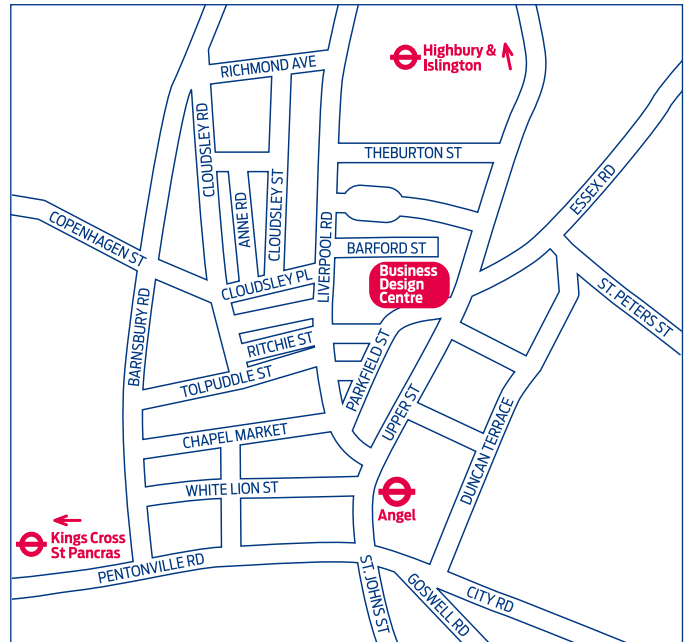 Highbury &
Islington
RICHMOND AVE
THEBURTON ST
CLOUDSLEY RD
ANNE RD
CLOUDSLEY ST
LIVERPOOL RD
ESSEX RD
COPENHAGEN ST
BARFORD ST
CLOUDSLEY PL
Business
Design
Centre
ST. PETERS ST
BARNSBURY RD
RITCHIE ST
PARKFIELD ST
TOLPUDDLE ST
UPPER ST
CHAPEL MARKET
DUNCAN TERRACE
WHITE LION ST
Angel
Kings Cross
St Pancras
PENTONVILLE RD
ST. JOHNS ST
GOSWELL RD
CITY RD